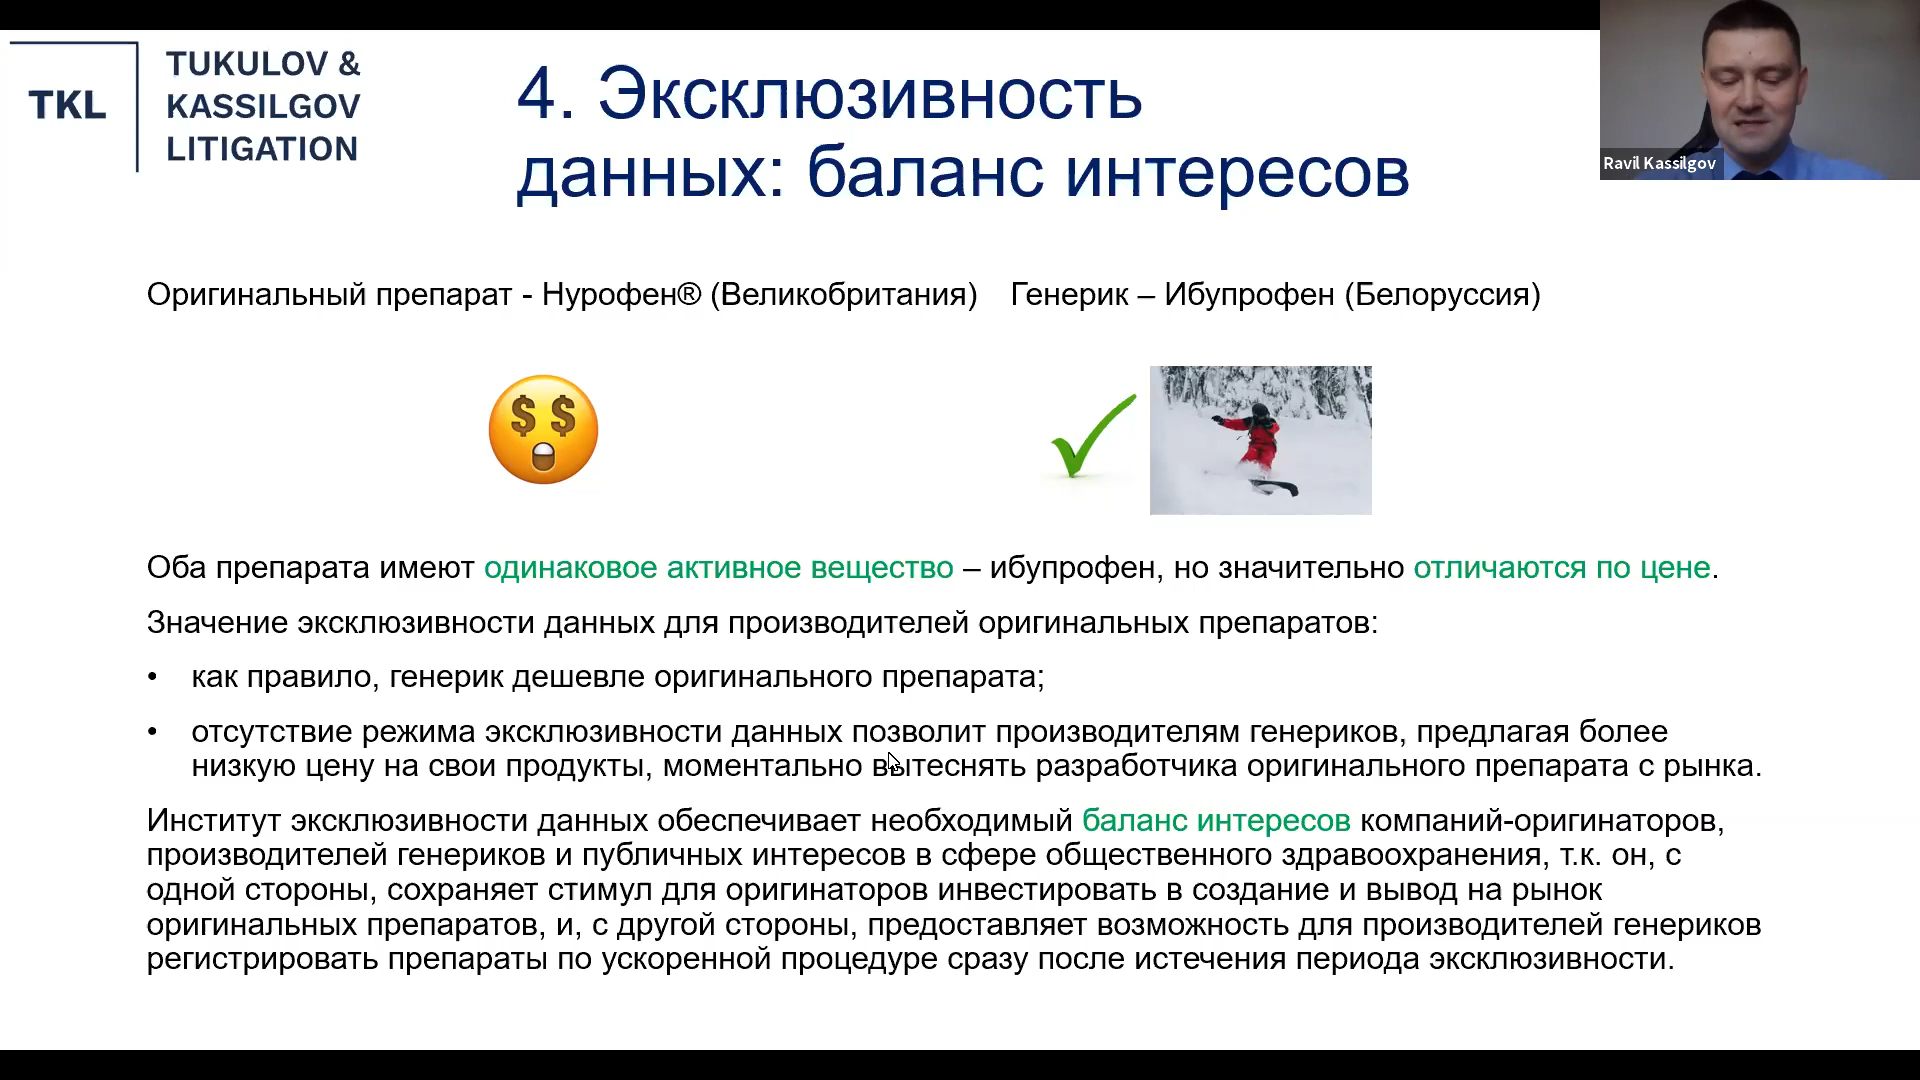 TKL
TUKULOV &
KASSILGOV
LITIGATION
4. Эксклюзивность
данных: баланс интересов
Ravil Kassilgov
Оригинальный препарат - Нурофен® (Великобритания) Генерик – Ибупрофен (Белоруссия)
Оба препарата имеют одинаковое активное вещество – ибупрофен, но значительно отличаются по цене.
Значение эксклюзивности данных для производителей оригинальных препаратов:
• как правило, генерик дешевле оригинального препарата;
• отсутствие режима эксклюзивности данных позволит производителям генериков, предлагая более
низкую цену на свои продукты, моментально вытеснять разработчика оригинального препарата с рынка.
Институт эксклюзивности данных обеспечивает необходимый баланс интересов компаний-оригинаторов,
производителей генериков и публичных интересов в сфере общественного здравоохранения, т.к. он, с
одной стороны, сохраняет стимул для оригинаторов инвестировать в создание и вывод на рынок
оригинальных препаратов, и, с другой стороны, предоставляет возможность для производителей генериков
регистрировать препараты по ускоренной процедуре сразу после истечения периода эксклюзивности.